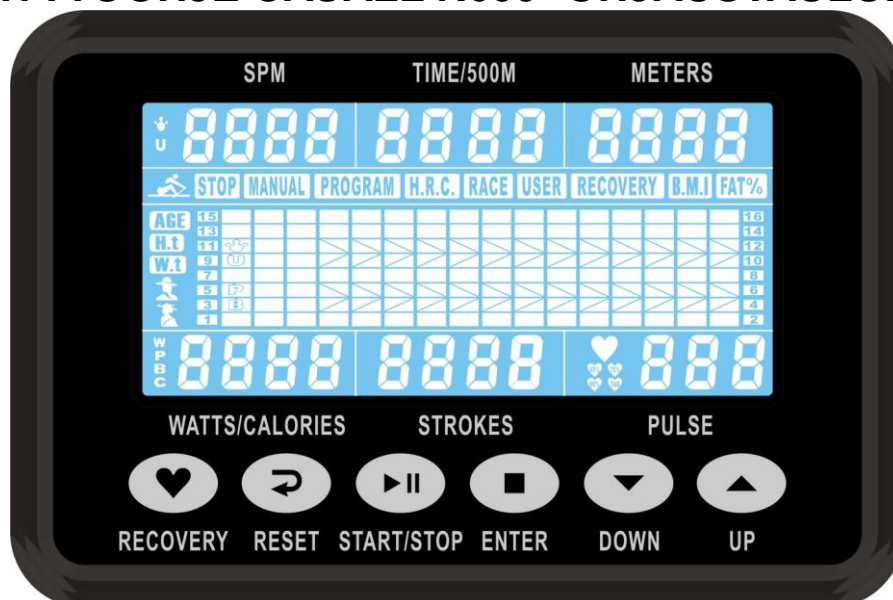 SPM TIME/500M METERS
U 8888 8888 8888
STOP MANUAL PROGRAM H.R.C. RACE USER RECOVERY B.M.I FAT%
AGE 15 16
13 14
H.t 11 12
W.t 9 U 10
7 8
5 P 6
3 B 4
1 2
W
P
B
C
8888 8888 888
WATTS/CALORIES STROKES PULSE
RECOVERY RESET START/STOP ENTER DOWN UP